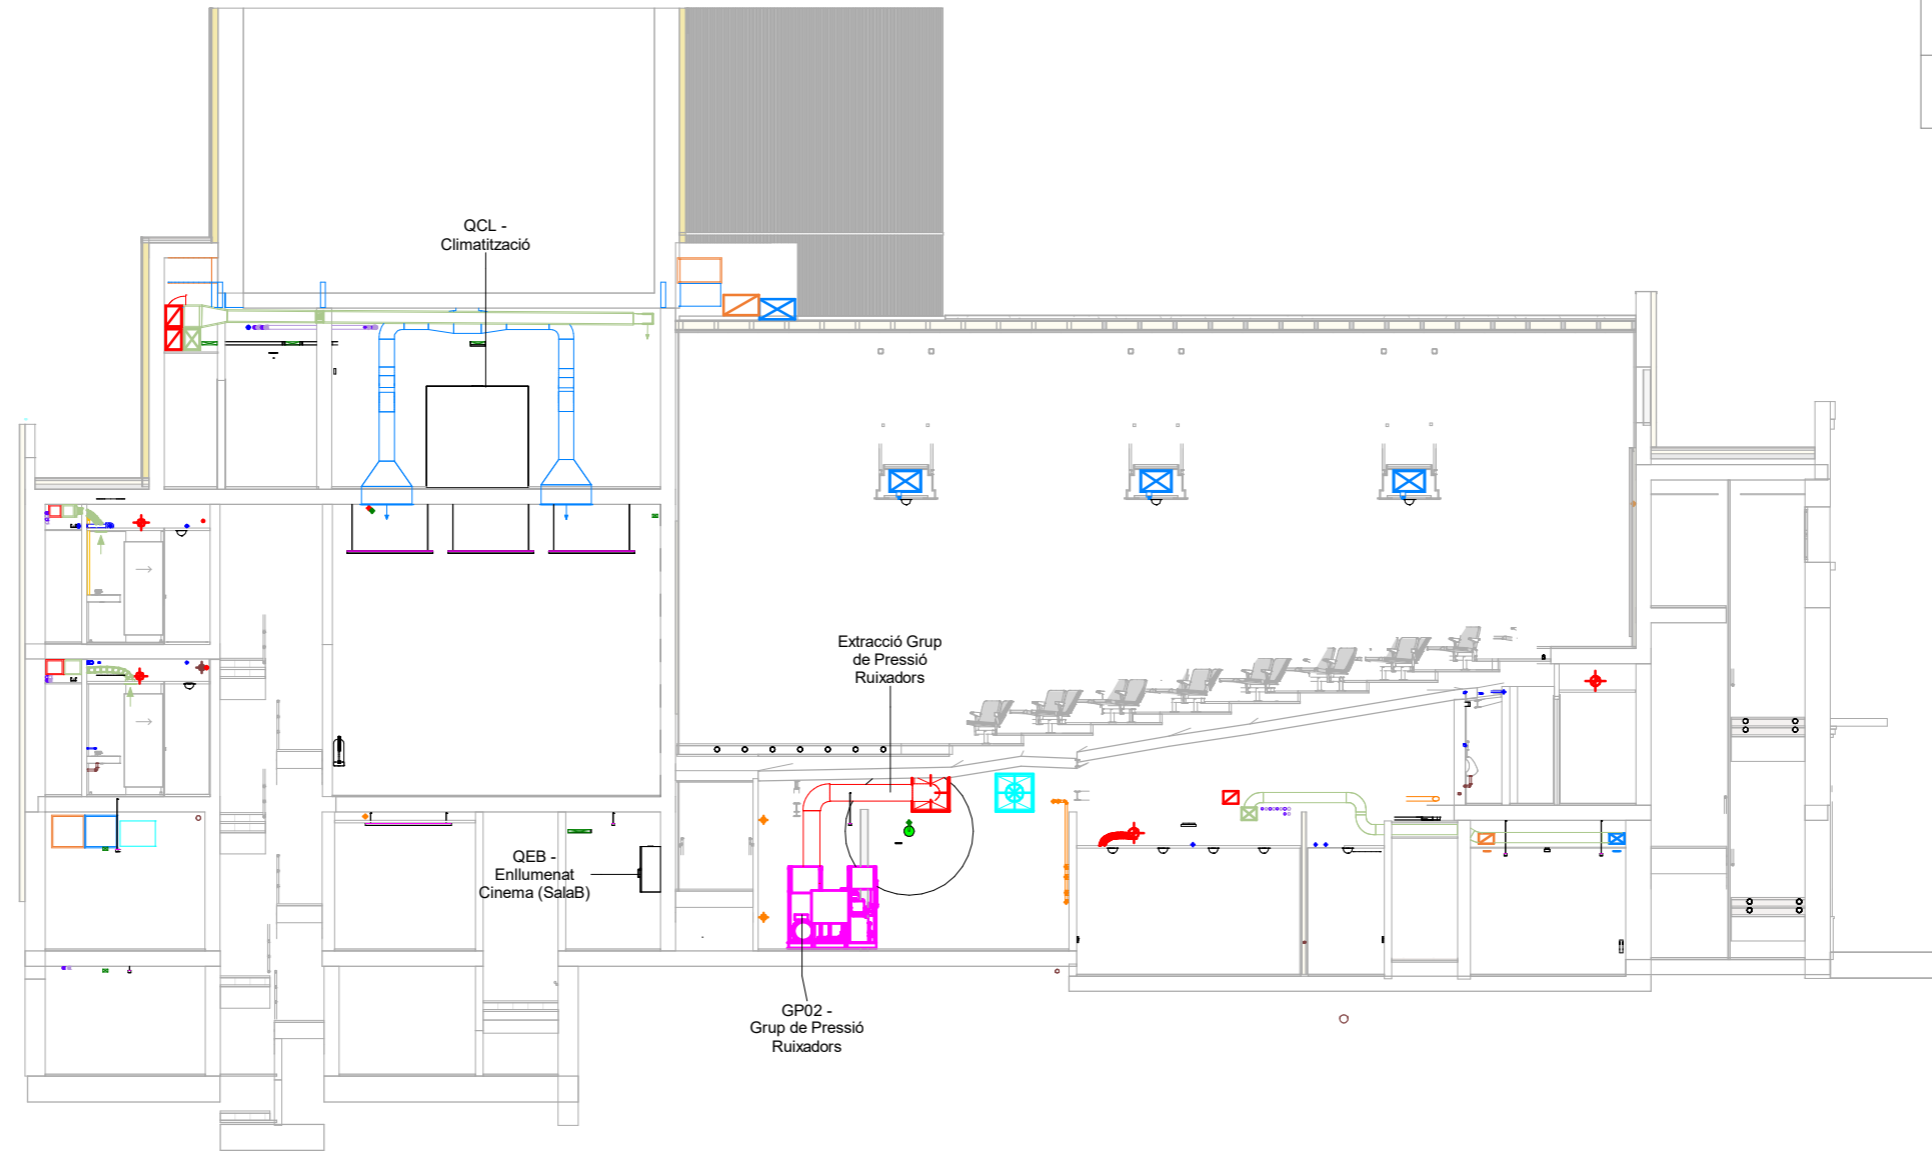 QCL -
Climatització
Extracció Grup
de Pressió
Ruixadors
QEB -
Enllumenat
Cinema (SalaB)
GP02 -
Grup de Pressió
Ruixadors